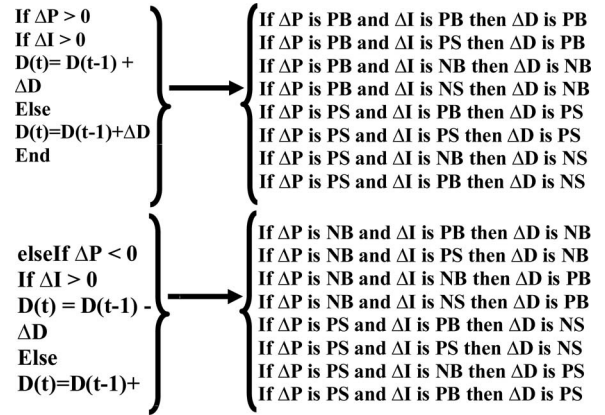 If ΔP > 0
If ΔI > 0
D(t)= D(t-1) +
ΔD
Else
D(t)=D(t-1)+ΔD
End
If ΔP is PB and ΔI is PB then ΔD is PB
If ΔP is PB and ΔI is PS then ΔD is PB
If ΔP is PB and ΔI is NB then ΔD is NB
If ΔP is PB and ΔI is NS then ΔD is NB
If ΔP is PS and ΔI is PB then ΔD is PS
If ΔP is PS and ΔI is PS then ΔD is PS
If ΔP is PS and ΔI is NB then ΔD is NS
If ΔP is PS and ΔI is PB then ΔD is NS
elseIf ΔP < 0
If ΔI > 0
D(t) = D(t-1) -
ΔD
Else
D(t)=D(t-1)+
If ΔP is NB and ΔI is PB then ΔD is NB
If ΔP is NB and ΔI is PS then ΔD is NB
If ΔP is NB and ΔI is NB then ΔD is PB
If ΔP is NB and ΔI is NS then ΔD is PB
If ΔP is PS and ΔI is PB then ΔD is NS
If ΔP is PS and ΔI is PS then ΔD is NS
If ΔP is PS and ΔI is NB then ΔD is PS
If ΔP is PS and ΔI is PB then ΔD is PS